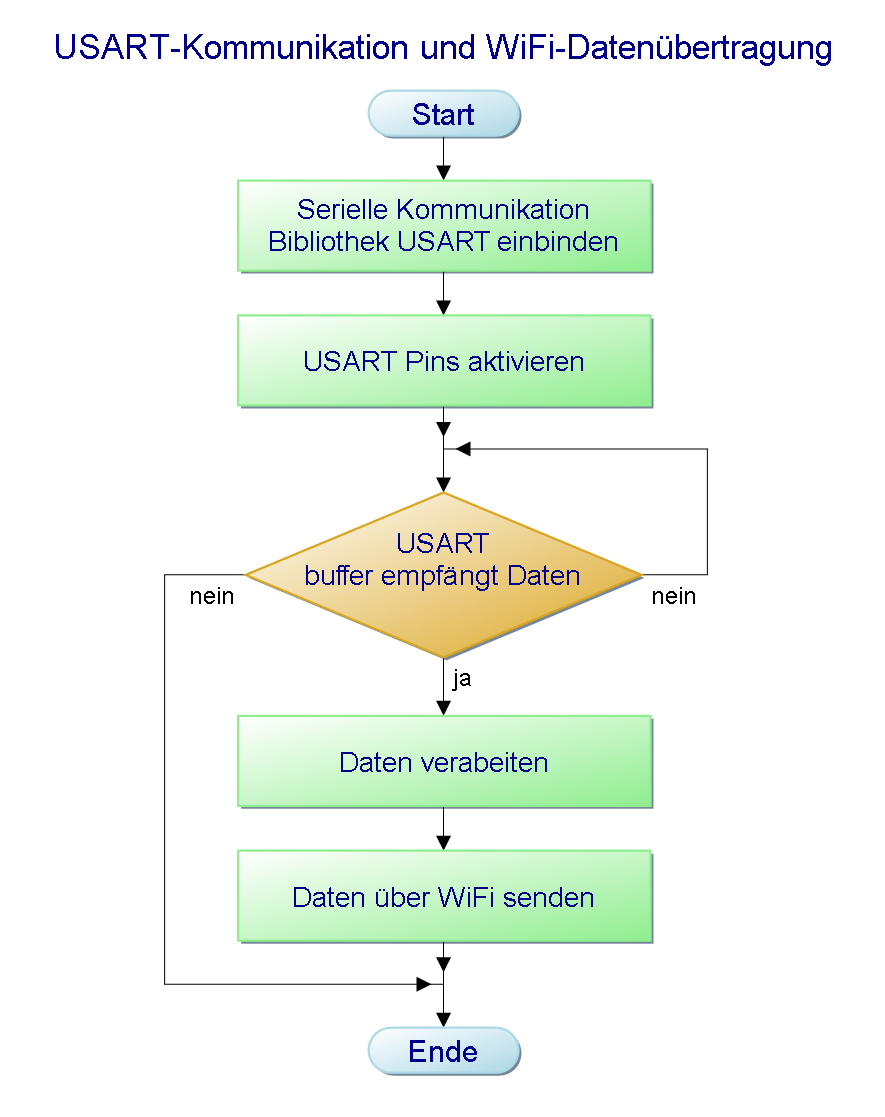 USART-Kommunikation und WiFi-Datenübertragung
Start
Serielle Kommunikation
Bibliothek USART einbinden
USART Pins aktivieren
USART
buffer empfängt Daten
nein
nein
ja
Daten verabeiten
Daten über WiFi senden
Ende